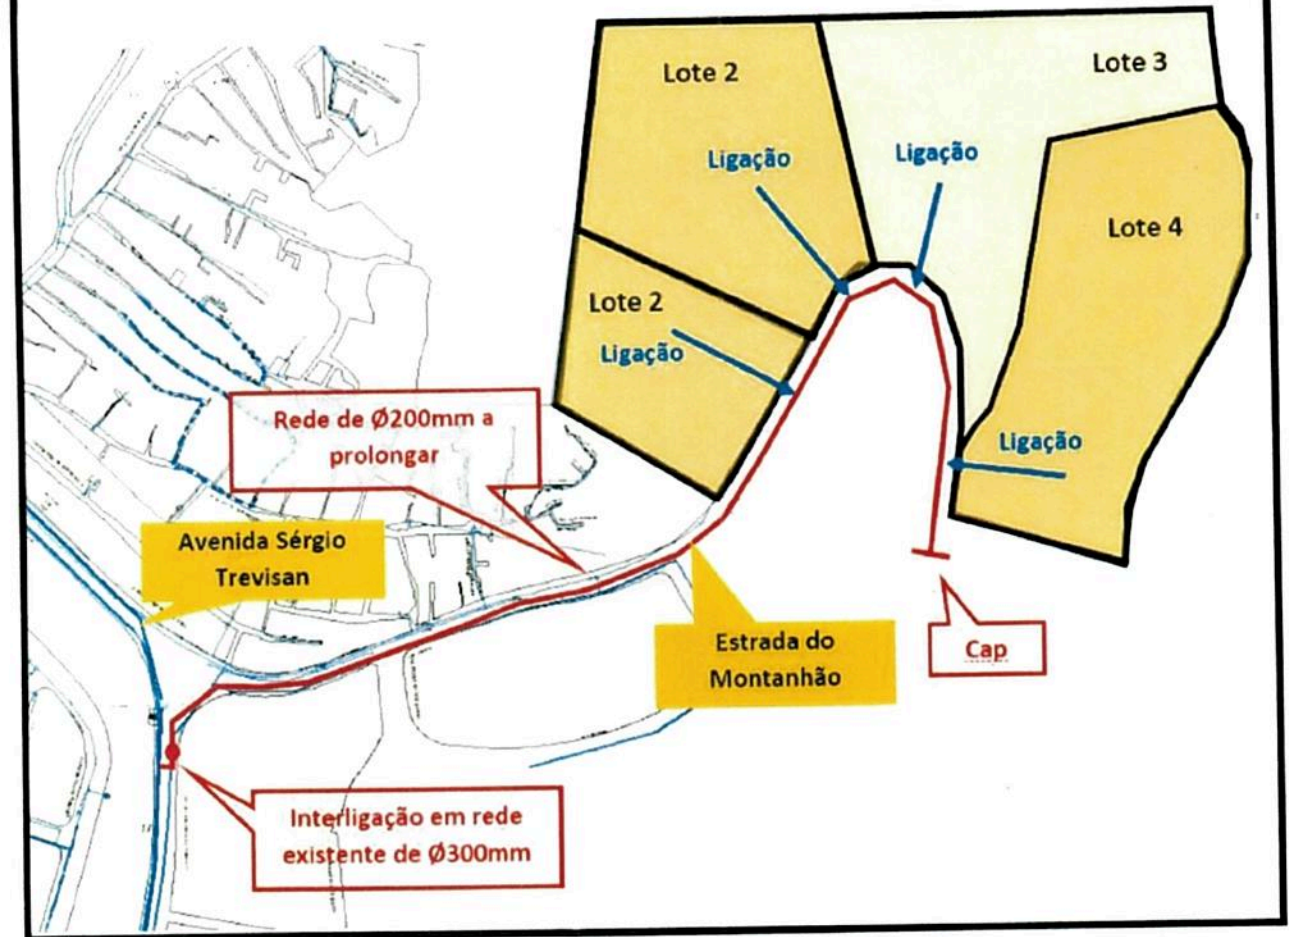 Lote 2
Lote 3
Ligação
Ligação
Lote 4
Lote 2
Ligação
Rede de Ø200mm a
prolongar
Ligação
Avenida Sérgio
Trevisan
Estrada do
Montanhão
Cap
Interligação em rede
existente de Ø300mm